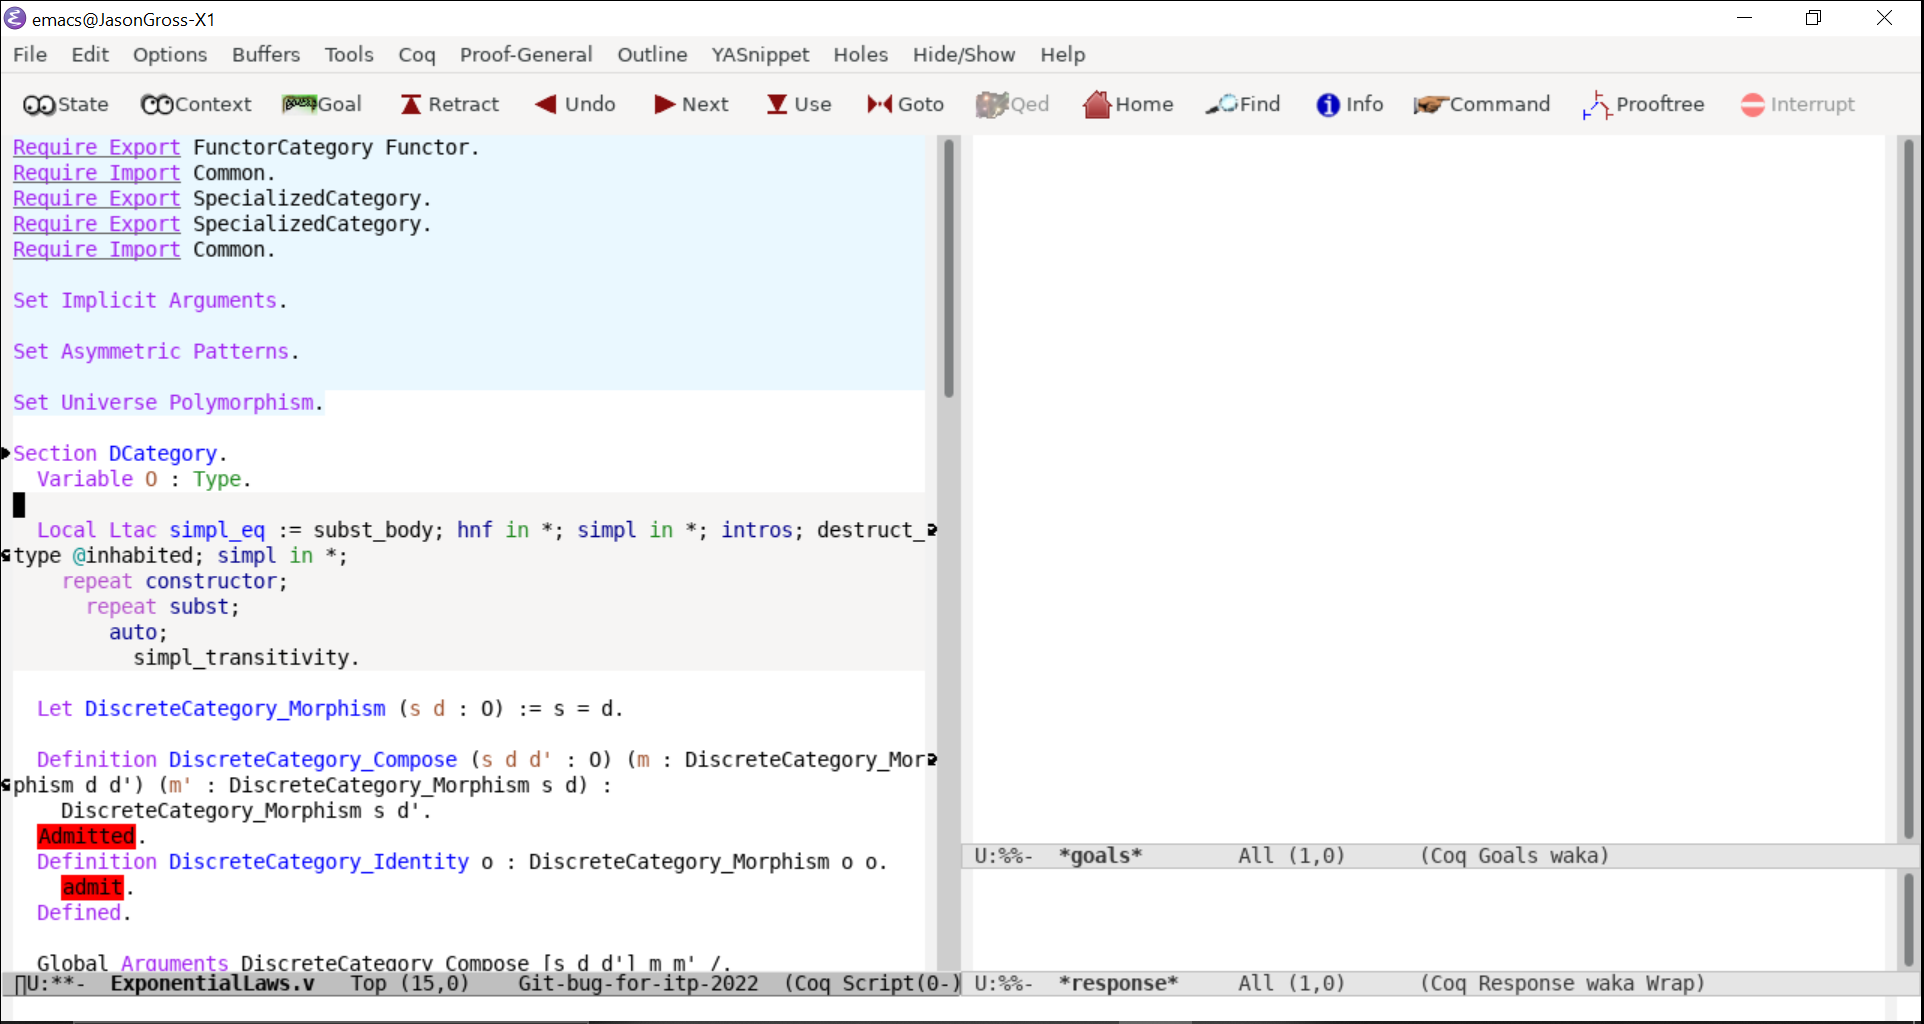 emacs@JasonGross-X1
File Edit Options Buffers Tools Coq Proof-General Outline YASnippet Holes Hide/Show Help
State Context Goal Retract Undo Next Use Goto Qed Home Find Info Command Prooftree Interrupt
Require Export FunctorCategory Functor.
Require Import Common.
Require Export SpecializedCategory.
Require Export SpecializedCategory.
Require Import Common.
Set Implicit Arguments.
Set Asymmetric Patterns.
Set Universe Polymorphism.
Section DCategory.
  Variable O : Type.
  Local Ltac simpl_eq := subst_body; hnf in *; simpl in *; intros; destruct_
type @inhabited; simpl in *;
    repeat constructor;
      repeat subst;
        auto;
          simpl_transitivity.
  Let DiscreteCategory_Morphism (s d : O) := s = d.
  Definition DiscreteCategory_Compose (s d d' : O) (m : DiscreteCategory_Mor
phism d d') (m' : DiscreteCategory_Morphism s d) :
    DiscreteCategory_Morphism s d'.
  Admitted.
  Definition DiscreteCategory_Identity o : DiscreteCategory_Morphism o o.
    admit.
  Defined.
  Global Arguments DiscreteCategory_Compose [s d d'] m m' /.
U:**-  ExponentialLaws.v   Top (15,0)    Git-bug-for-itp-2022  (Coq Script(0-)
U:%%-  *goals*        All (1,0)      (Coq Goals waka)
U:%%-  *response*     All (1,0)      (Coq Response waka Wrap)